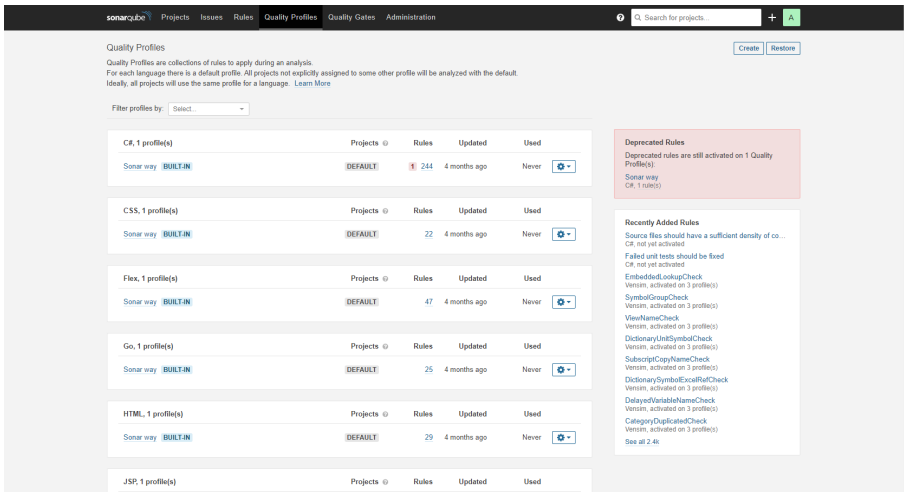 sonarqube Projects Issues Rules Quality Profiles Quality Gates Administration ? Search for projects... + A
Quality Profiles
Create Restore
Quality Profiles are collections of rules to apply during an analysis.
For each language there is a default profile. All projects not explicitly assigned to some other profile will be analyzed with the default.
Ideally, all projects will use the same profile for a language. Learn More
Filter profiles by: Select...
C#, 1 profile(s) Projects ? Rules Updated Used
Sonar way BUILT-IN DEFAULT 1 244 4 months ago Never
CSS, 1 profile(s) Projects ? Rules Updated Used
Sonar way BUILT-IN DEFAULT 22 4 months ago Never
Flex, 1 profile(s) Projects ? Rules Updated Used
Sonar way BUILT-IN DEFAULT 47 4 months ago Never
Go, 1 profile(s) Projects ? Rules Updated Used
Sonar way BUILT-IN DEFAULT 25 4 months ago Never
HTML, 1 profile(s) Projects ? Rules Updated Used
Sonar way BUILT-IN DEFAULT 29 4 months ago Never
JSP, 1 profile(s) Projects ? Rules Updated Used
Deprecated Rules
Deprecated rules are still activated on 1 Quality
Profile(s):
Sonar way
C#, 1 rule(s)
Recently Added Rules
Source files should have a sufficient density of co...
C#, not yet activated
Failed unit tests should be fixed
C#, not yet activated
EmbeddedLookupCheck
Vensim, activated on 3 profile(s)
SymbolGroupCheck
Vensim, activated on 3 profile(s)
ViewNameCheck
Vensim, activated on 3 profile(s)
DictionaryUnitSymbolCheck
Vensim, activated on 3 profile(s)
SubscriptCopyNameCheck
Vensim, activated on 3 profile(s)
DictionarySymbolExcelRefCheck
Vensim, activated on 3 profile(s)
DelayedVariableNameCheck
Vensim, activated on 3 profile(s)
CategoryDuplicatedCheck
Vensim, activated on 3 profile(s)
See all 2.4k